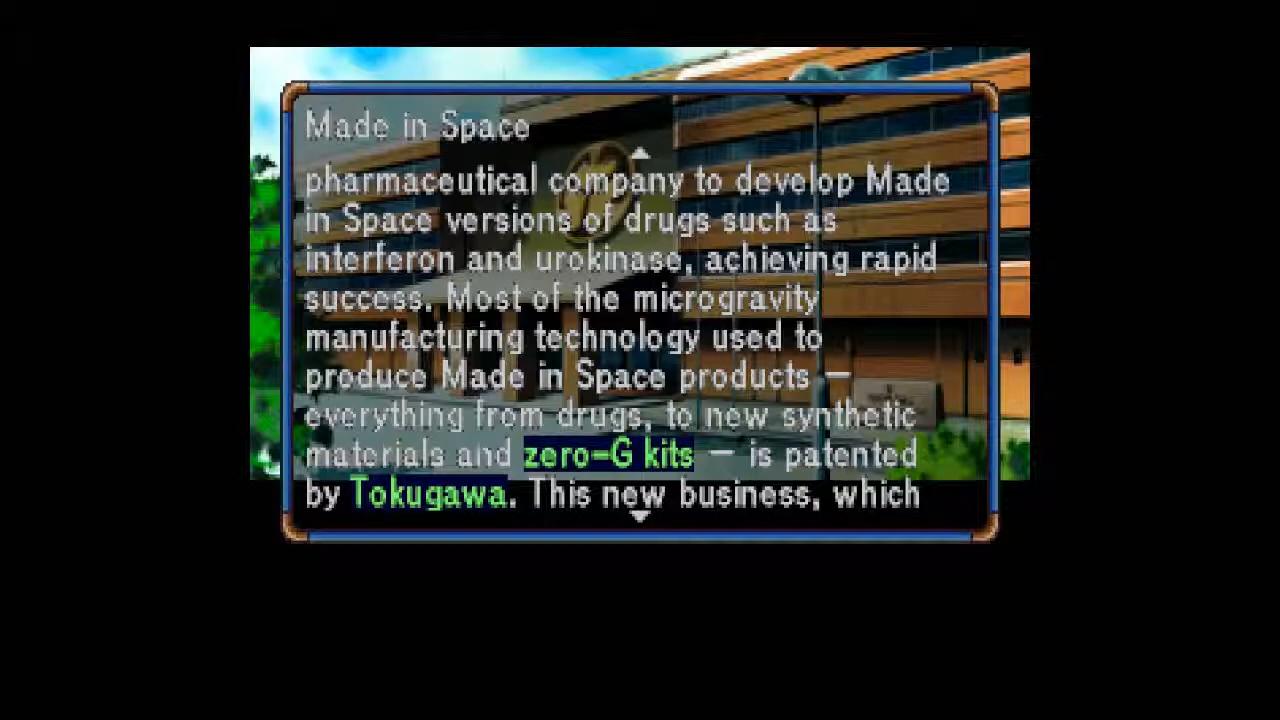 Made in Space
pharmaceutical company to develop Made
in Space versions of drugs such as
interferon and urokinase, achieving rapid
success. Most of the microgravity
manufacturing technology used to
produce Made in Space products —
everything from drugs, to new synthetic
materials and zero-G kits — is patented
by Tokugawa. This new business, which